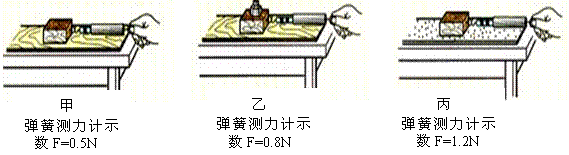 甲
弹簧测力计示
数 F=0.5N
乙
弹簧测力计示
数 F=0.8N
丙
弹簧测力计示
数 F=1.2N